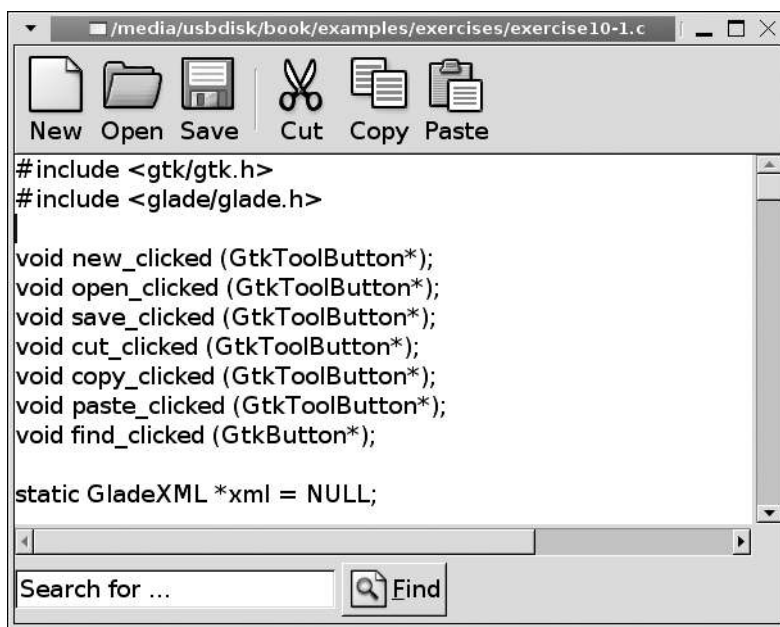 /media/usbdisk/book/examples/exercises/exercise10-1.c
New Open Save Cut Copy Paste
#include <gtk/gtk.h>
#include <glade/glade.h>
void new_clicked (GtkToolButton*);
void open_clicked (GtkToolButton*);
void save_clicked (GtkToolButton*);
void cut_clicked (GtkToolButton*);
void copy_clicked (GtkToolButton*);
void paste_clicked (GtkToolButton*);
void find_clicked (GtkButton*);
static GladeXML *xml = NULL;
Search for ... Find